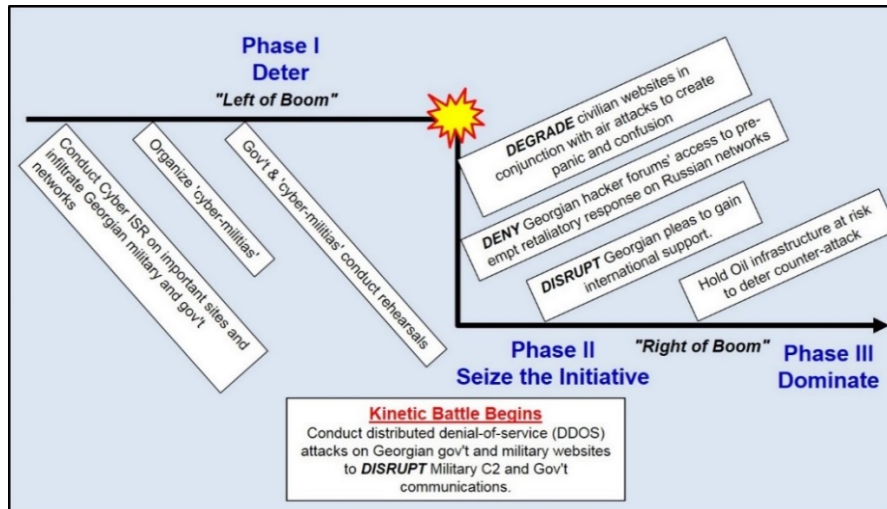 Phase I
Deter
"Left of Boom"
Conduct Cyber ISR on important sites and
infiltrate Georgian military and gov't
networks
Organize 'cyber-militias'
Gov't & 'cyber-militias' conduct rehearsals
DEGRADE civilian websites in
conjunction with air attacks to create
panic and confusion
DENY Georgian hacker forums' access to pre-
empt retaliatory response on Russian networks
DISRUPT Georgian pleas to gain
international support.
Hold Oil infrastructure at risk
to deter counter-attack
Phase II
Seize the Initiative
"Right of Boom"
Phase III
Dominate
Kinetic Battle Begins
Conduct distributed denial-of-service (DDOS)
attacks on Georgian gov't and military websites
to DISRUPT Military C2 and Gov't
communications.